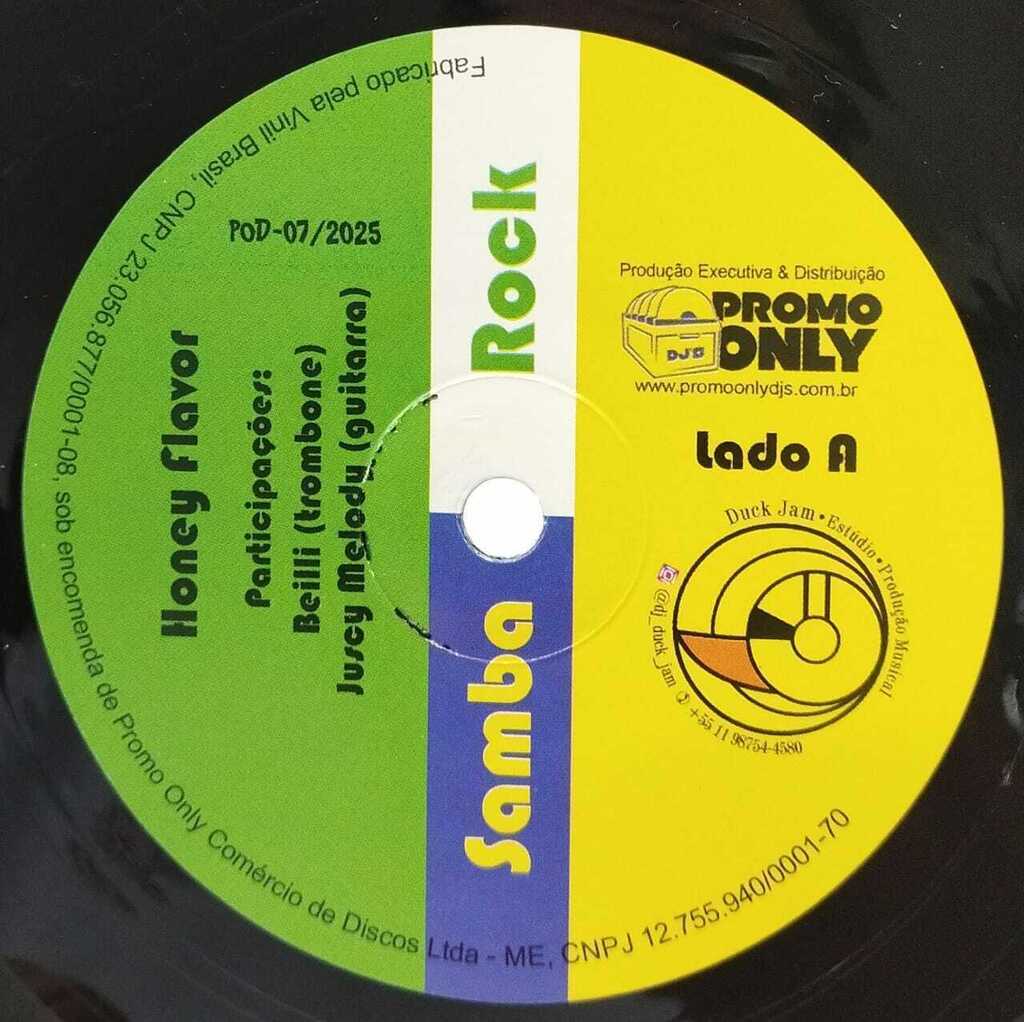 Fabricado pela Vinil Brasil, CNPJ 23.056.877/0001-08, sob encomenda de Promo Only Comércio de Discos Ltda - ME, CNPJ 12.755.940/0001-70
POD-07/2025
Honey Flavor
Participações:
Beilli (trombone)
Juscy Melody (guitarra)
Samba Rock
Produção Executiva & Distribuição
DJ'S
PROMO
ONLY
www.promoonlydjs.com.br
Lado A
Duck Jam • Estúdio • Produção Musical
@dj_duck_jam +55 11 98754-4580